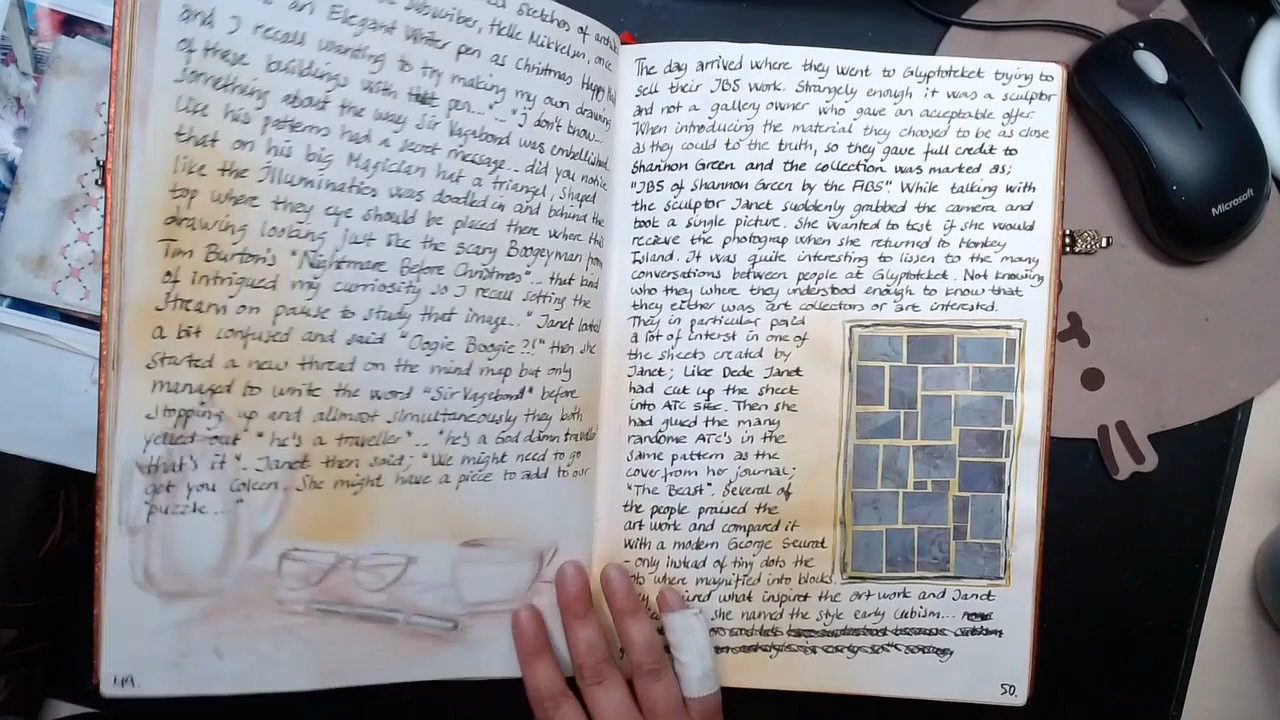 sketches of
subscriber, Helle Mikkelsen, once
an Elegant Writer pen as Christmas Happy
and I recall wanting to try making my own drawing
of these buildings with pen... "... "I don't know...
something about the way Sir Vagabond was embellished
like his patterns had a secret message... did you notice
that on his big Magician hat a triangel, shaped
like the Illuminaties was doodled in and behind the
top where they eye should be placed there where this
drawing looking just like the scary Boogeyman from
Tim Burton's "Nightmare Before Christmas"... that kind
of intrigued my curriosity so I recall setting the
stream on pause to study that image..." Janet looked
a bit confused and said "Oogie Boogie?!" then she
started a new thread on the mind map but only
managed to write the word "Sir Vagabond" before
stopping up and allmost simultaneously they both
yelled out "he's a traveller"... "he's a God damn traveller
that's it". Janet then said; "We might need to go
get you Coleen. She might have a piece to add to our
puzzle..."
49.
The day arrived where they went to Glyptoteket trying to
sell their JBS work. Strangely enough it was a sculptor
and not a gallery owner who gave an acceptable offer.
When introducing the material they choosed to be as close
as they could to the truth, so they gave full credit to
Shannon Green and the collection was marked as;
"JBS of Shannon Green by the FIBS". While talking with
the sculptor Janet suddenly grabbed the camera and
took a single picture. She wanted to test if she would
recieve the photograp when she returned to Monkey
Island. It was quite interesting to lissen to the many
conversations between people at Glyptoteket. Not knowing
who they where they understood enough to know that
they either was art collectors or art interested.
They in particular paid
a lot of interst in one of
the sheets created by
Janet; Like Dede Janet
had cut up the sheet
into ATC size. Then she
had glued the many
randome ATC's in the
same pattern as the
cover from her journal;
"The Beast". Several of
the people praised the
art work and compared it
with a modern George Seurat
- only instead of tiny dots the
where magnified into blocks.
what inspiret the art work and Janet
she named the style early cubism...
50.
Microsoft